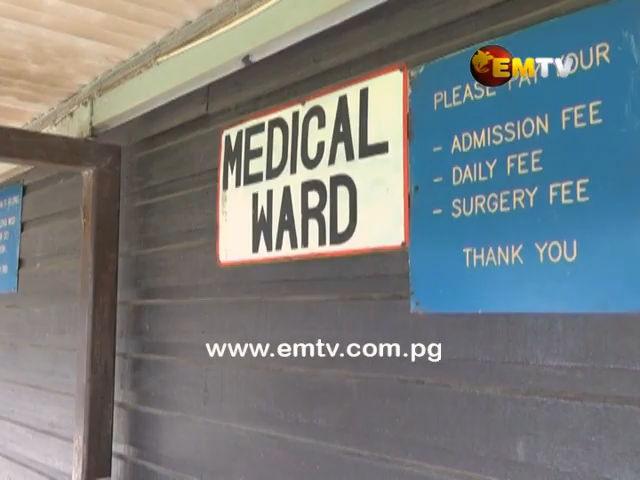 EMTV
MEDICAL
WARD
PLEASE PAY YOUR
- ADMISSION FEE
- DAILY FEE
- SURGERY FEE
THANK YOU
www.emtv.com.pg